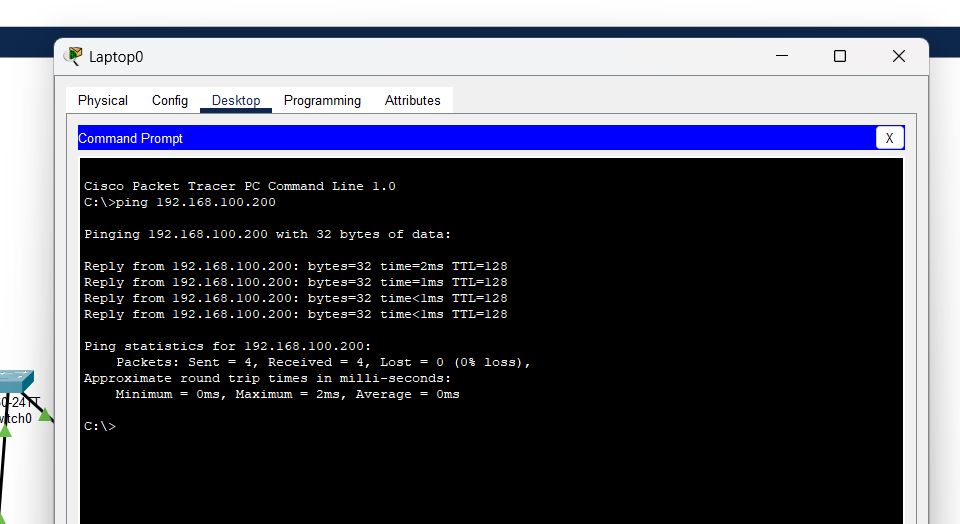 Laptop0
Physical Config Desktop Programming Attributes
Command Prompt
X
Cisco Packet Tracer PC Command Line 1.0
C:\>ping 192.168.100.200
Pinging 192.168.100.200 with 32 bytes of data:
Reply from 192.168.100.200: bytes=32 time=2ms TTL=128
Reply from 192.168.100.200: bytes=32 time=1ms TTL=128
Reply from 192.168.100.200: bytes=32 time<1ms TTL=128
Reply from 192.168.100.200: bytes=32 time<1ms TTL=128
Ping statistics for 192.168.100.200:
Packets: Sent = 4, Received = 4, Lost = 0 (0% loss),
Approximate round trip times in milli-seconds:
Minimum = 0ms, Maximum = 2ms, Average = 0ms
C:\>
0-24TT
witch0